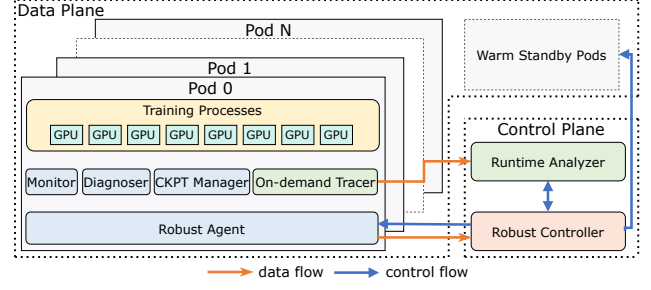 Data Plane
Pod N
Pod 1
Pod 0
Training Processes
GPU GPU GPU GPU GPU GPU GPU GPU
Monitor Diagnoser CKPT Manager On-demand Tracer
Robust Agent
Warm Standby Pods
Control Plane
Runtime Analyzer
Robust Controller
data flow control flow